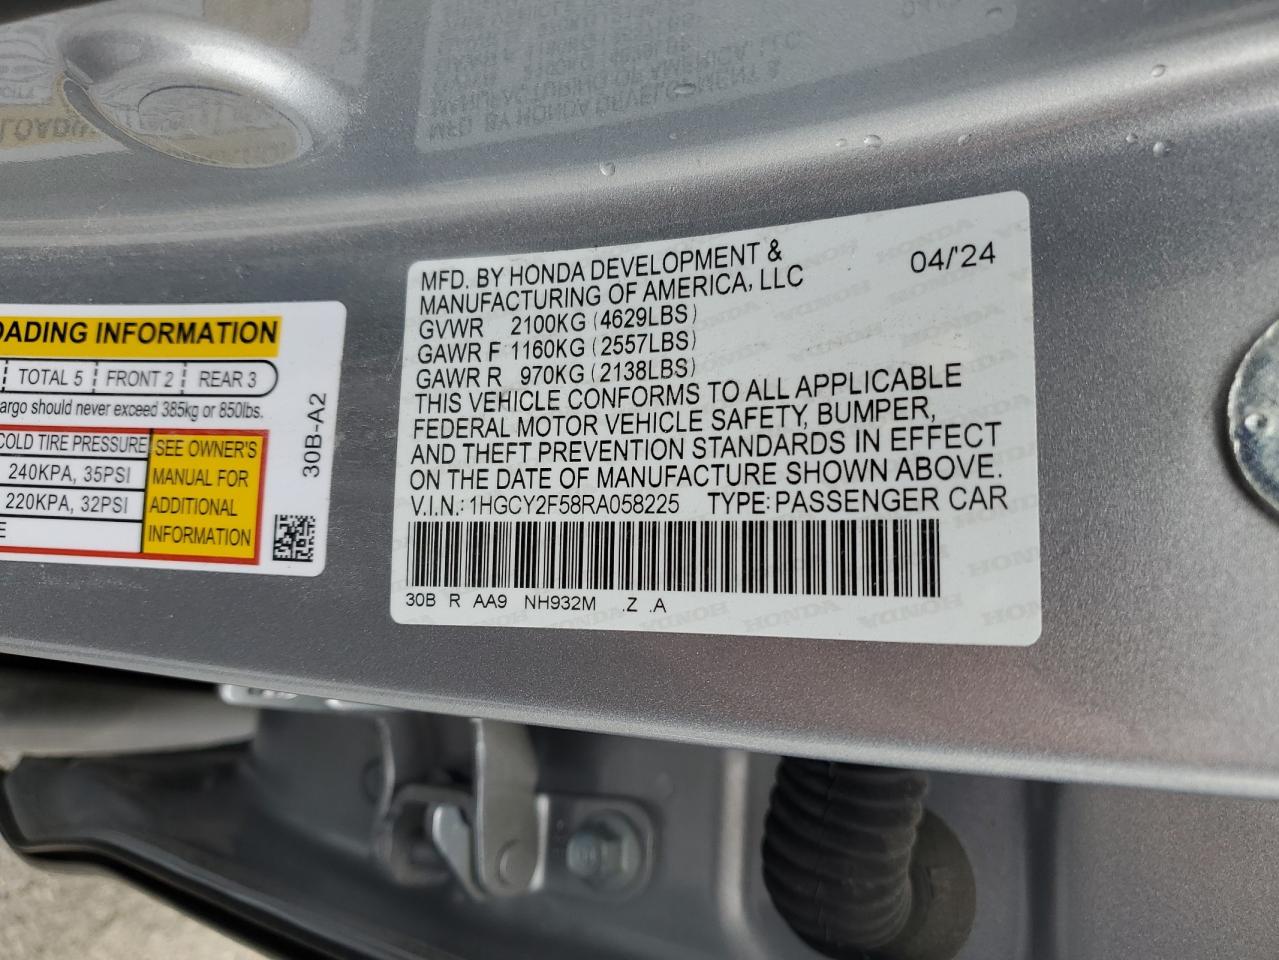 OADING INFORMATION
TOTAL 5 FRONT 2 REAR 3
argo should never exceed 385kg or 850lbs.
COLD TIRE PRESSURE
240KPA, 35PSI
220KPA, 32PSI
E
SEE OWNER'S
MANUAL FOR
ADDITIONAL
INFORMATION
30B-A2
MFD. BY HONDA DEVELOPMENT & 04/'24
MANUFACTURING OF AMERICA, LLC
GVWR 2100KG (4629LBS)
GAWR F 1160KG (2557LBS)
GAWR R 970KG (2138LBS)
THIS VEHICLE CONFORMS TO ALL APPLICABLE
FEDERAL MOTOR VEHICLE SAFETY, BUMPER,
AND THEFT PREVENTION STANDARDS IN EFFECT
ON THE DATE OF MANUFACTURE SHOWN ABOVE.
V.I.N.: 1HGCY2F58RA058225 TYPE: PASSENGER CAR
30B R AA9 NH932M .Z .A